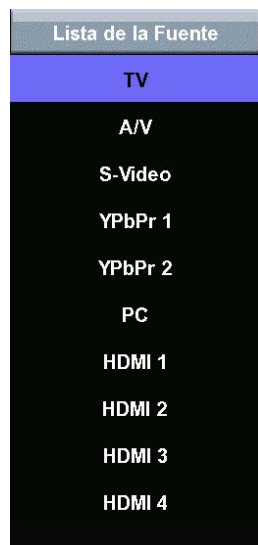 Lista de la Fuente
TV
A/V
S-Video
YPbPr 1
YPbPr 2
PC
HDMI 1
HDMI 2
HDMI 3
HDMI 4